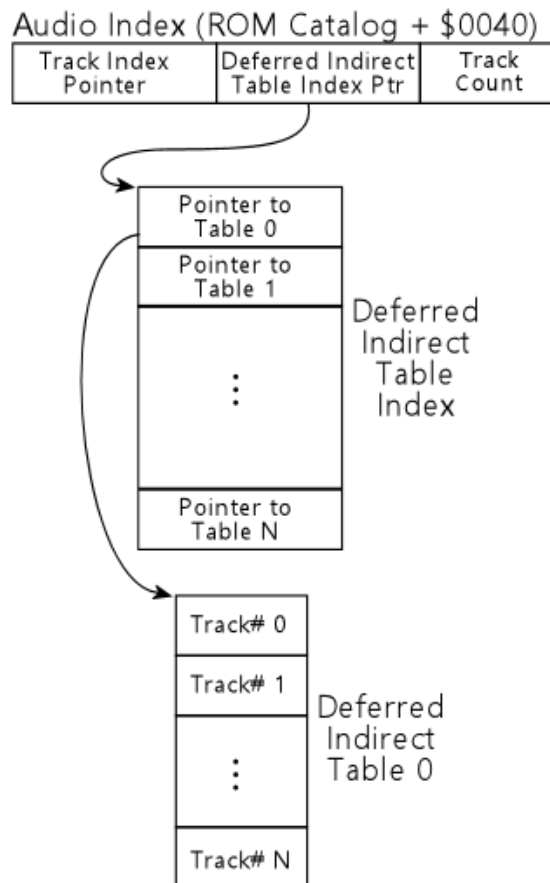 Audio Index (ROM Catalog + $0040)
Track Index
Pointer
Deferred Indirect
Table Index Ptr
Track
Count
Pointer to
Table 0
Pointer to
Table 1
⋮
Deferred
Indirect
Table
Index
Pointer to
Table N
Track# 0
Track# 1
⋮
Deferred
Indirect
Table 0
Track# N